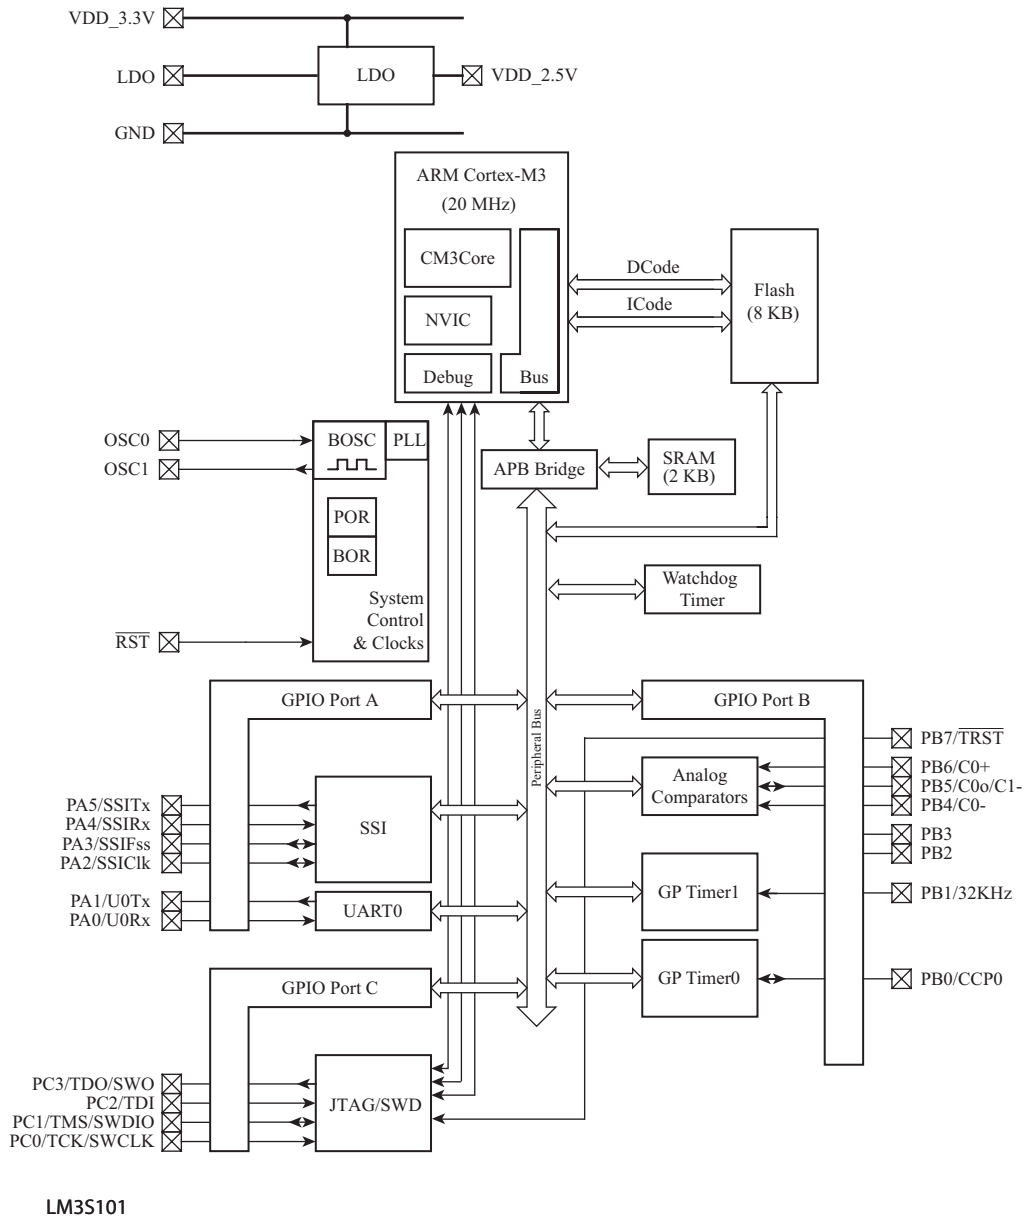 VDD_3.3V
LDO
LDO
VDD_2.5V
GND
ARM Cortex-M3
(20 MHz)
CM3Core
NVIC
Debug
Bus
DCode
ICode
Flash
(8 KB)
OSC0
OSC1
BOSC
PLL
POR
BOR
System
Control
& Clocks
RST
APB Bridge
SRAM
(2 KB)
Watchdog
Timer
Peripheral Bus
GPIO Port A
GPIO Port B
PA5/SSITx
PA4/SSIRx
PA3/SSIFss
PA2/SSIClk
SSI
PA1/U0Tx
PA0/U0Rx
UART0
Analog
Comparators
GP Timer1
GP Timer0
PB7/TRST
PB6/C0+
PB5/C0o/C1-
PB4/C0-
PB3
PB2
PB1/32KHz
PB0/CCP0
GPIO Port C
PC3/TDO/SWO
PC2/TDI
PC1/TMS/SWDIO
PC0/TCK/SWCLK
JTAG/SWD
LM3S101